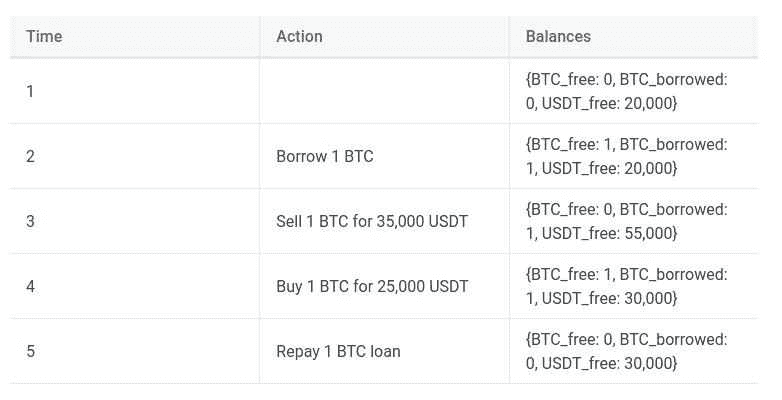 Time Action Balances
1 {BTC_free: 0, BTC_borrowed:
0, USDT_free: 20,000}
2 Borrow 1 BTC {BTC_free: 1, BTC_borrowed:
1, USDT_free: 20,000}
3 Sell 1 BTC for 35,000 USDT {BTC_free: 0, BTC_borrowed:
1, USDT_free: 55,000}
4 Buy 1 BTC for 25,000 USDT {BTC_free: 1, BTC_borrowed:
1, USDT_free: 30,000}
5 Repay 1 BTC loan {BTC_free: 0, BTC_borrowed:
0, USDT_free: 30,000}